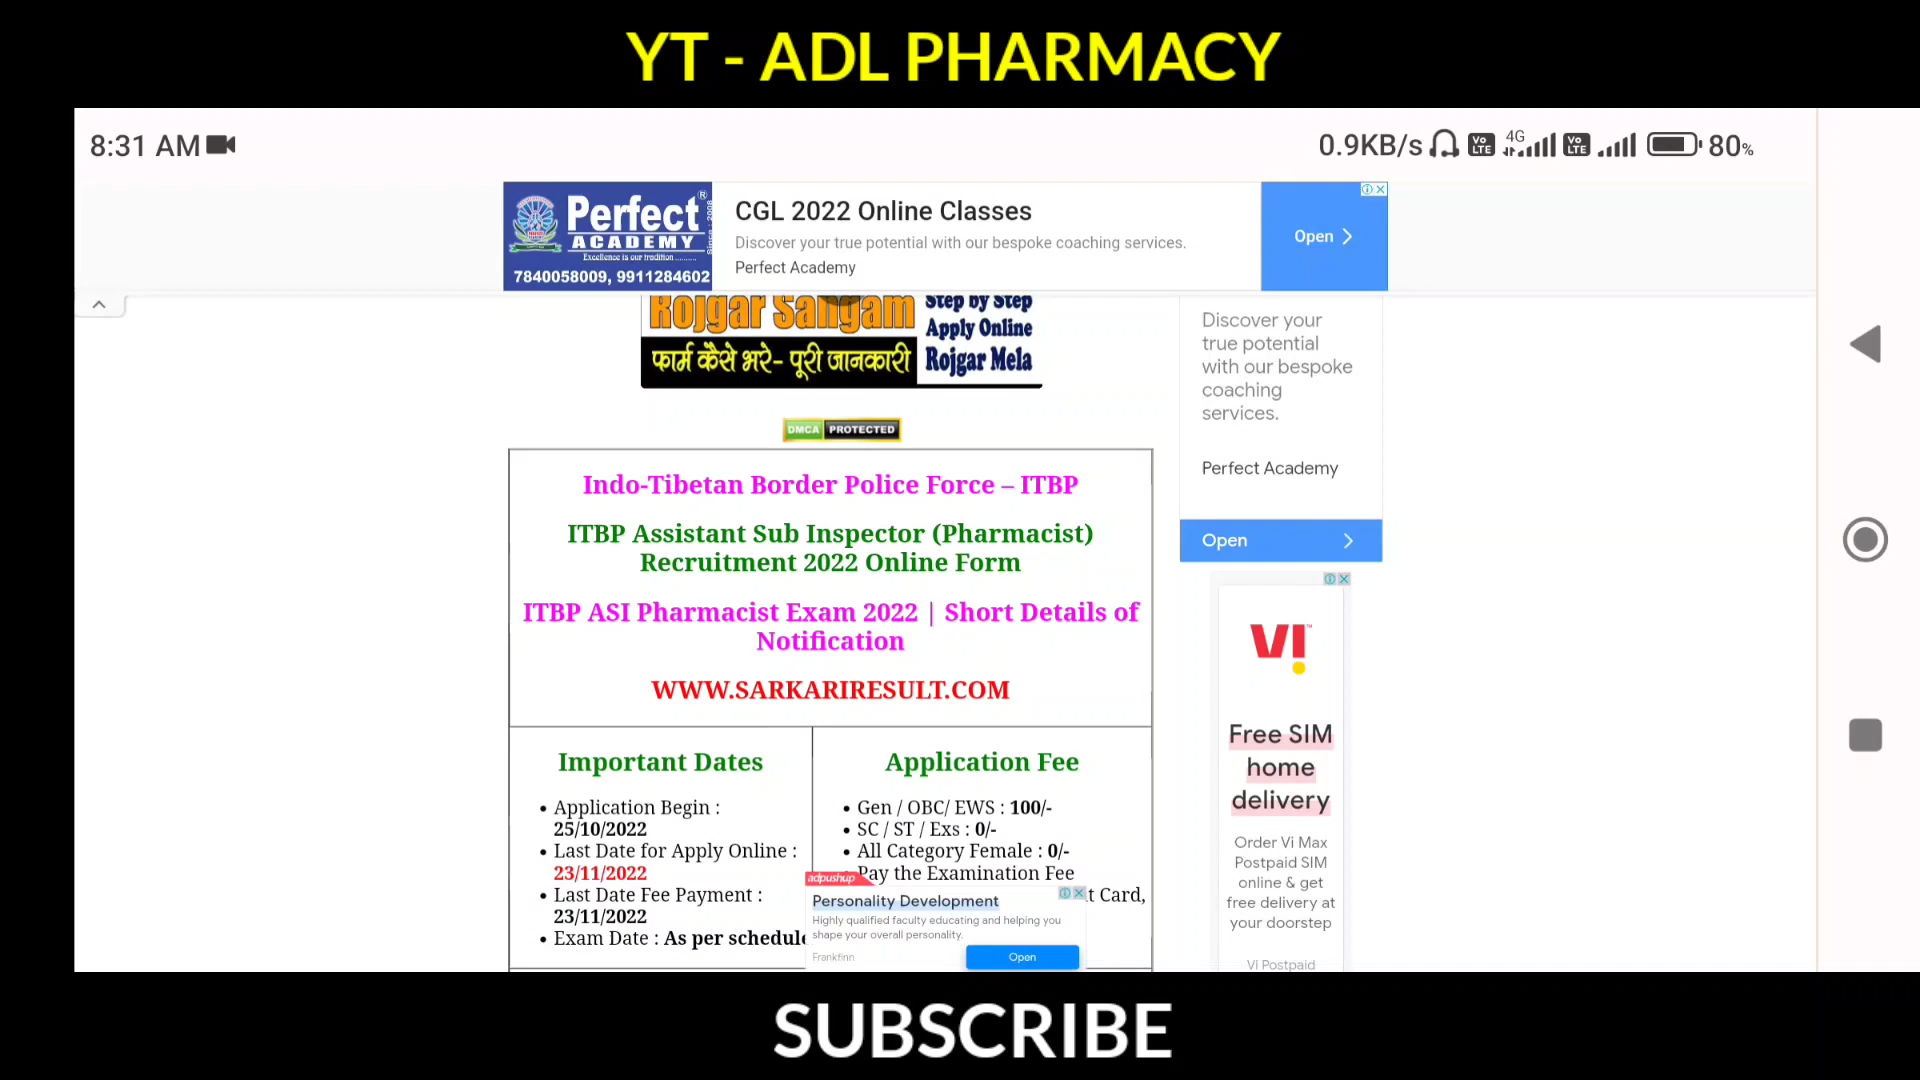 YT - ADL PHARMACY
8:31 AM
0.9KB/s Vo LTE 4G Vo LTE 80%
Perfect ®
ACADEMY
Since : 2008
Excellence is our tradition..........
7840058009, 9911284602
CGL 2022 Online Classes
Discover your true potential with our bespoke coaching services.
Perfect Academy
Open
Rojgar Sangam
फार्म कैसे भरे- पूरी जानकारी
Step by Step
Apply Online
Rojgar Mela
DMCA PROTECTED
Indo-Tibetan Border Police Force – ITBP
ITBP Assistant Sub Inspector (Pharmacist)
Recruitment 2022 Online Form
ITBP ASI Pharmacist Exam 2022 | Short Details of
Notification
WWW.SARKARIRESULT.COM
Important Dates
• Application Begin :
25/10/2022
• Last Date for Apply Online :
23/11/2022
• Last Date Fee Payment :
23/11/2022
• Exam Date : As per schedule
Application Fee
• Gen / OBC/ EWS : 100/-
• SC / ST / Exs : 0/-
• All Category Female : 0/-
Pay the Examination Fee
t Card,
adpushup
Personality Development
Highly qualified faculty educating and helping you
shape your overall personality.
Frankfinn
Open
Discover your
true potential
with our bespoke
coaching
services.
Perfect Academy
Open
VI™
Free SIM
home
delivery
Order Vi Max
Postpaid SIM
online & get
free delivery at
your doorstep
VI Postpaid
SUBSCRIBE